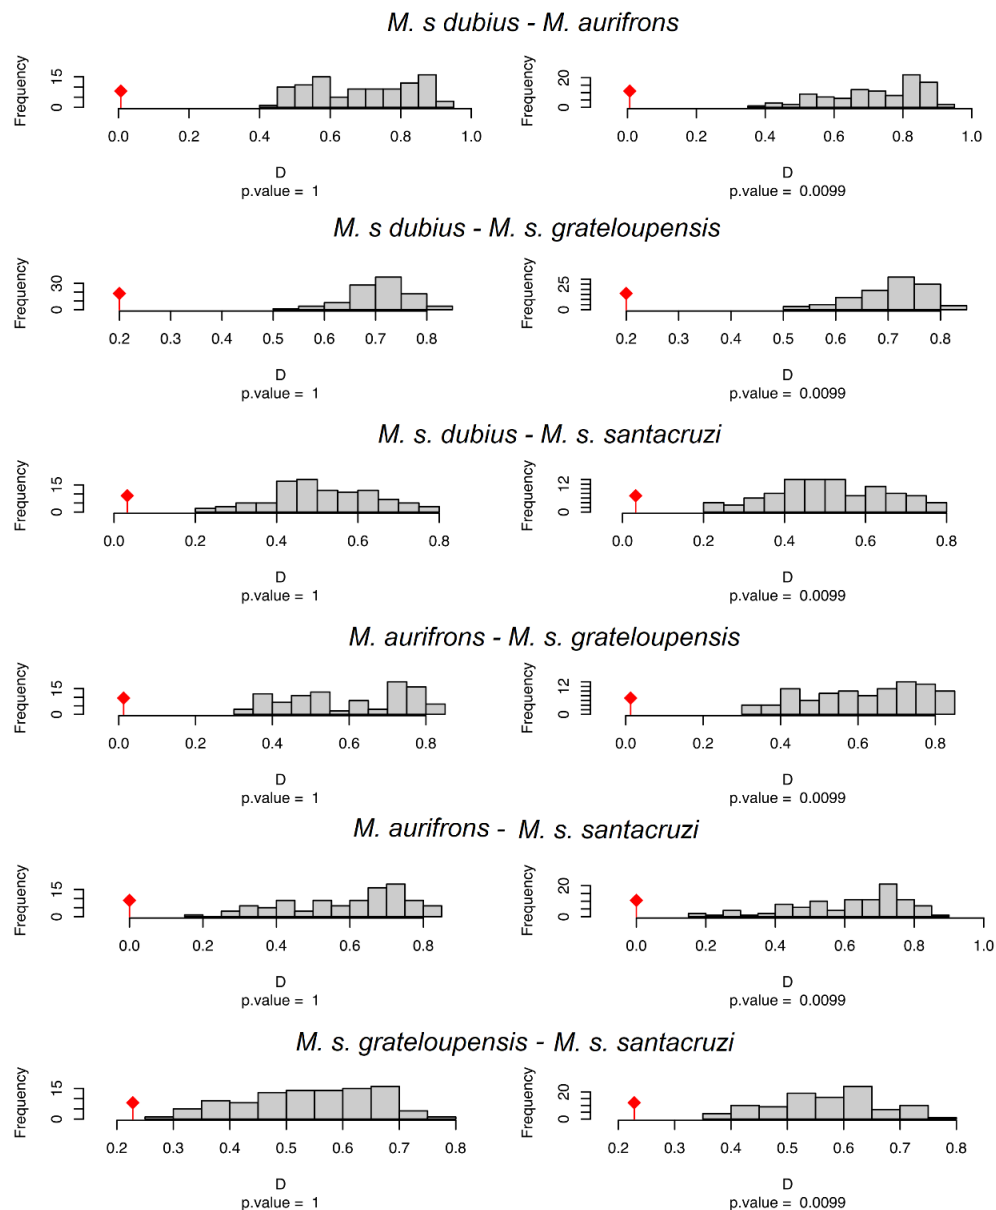 M. s dubius - M. aurifrons
Frequency
0 15
0.0 0.2 0.4 0.6 0.8 1.0
D
p.value = 1
Frequency
0 20
0.0 0.2 0.4 0.6 0.8 1.0
D
p.value = 0.0099
M. s dubius - M. s. grateloupensis
Frequency
0 30
0.2 0.3 0.4 0.5 0.6 0.7 0.8
D
p.value = 1
Frequency
0 25
0.2 0.3 0.4 0.5 0.6 0.7 0.8
D
p.value = 0.0099
M. s. dubius - M. s. santacruzi
Frequency
0 15
0.0 0.2 0.4 0.6 0.8
D
p.value = 1
Frequency
0 12
0.0 0.2 0.4 0.6 0.8
D
p.value = 0.0099
M. aurifrons - M. s. grateloupensis
Frequency
0 15
0.0 0.2 0.4 0.6 0.8
D
p.value = 1
Frequency
0 12
0.0 0.2 0.4 0.6 0.8
D
p.value = 0.0099
M. aurifrons - M. s. santacruzi
Frequency
0 15
0.0 0.2 0.4 0.6 0.8
D
p.value = 1
Frequency
0 20
0.0 0.2 0.4 0.6 0.8 1.0
D
p.value = 0.0099
M. s. grateloupensis - M. s. santacruzi
Frequency
0 15
0.2 0.3 0.4 0.5 0.6 0.7 0.8
D
p.value = 1
Frequency
0 20
0.2 0.3 0.4 0.5 0.6 0.7 0.8
D
p.value = 0.0099